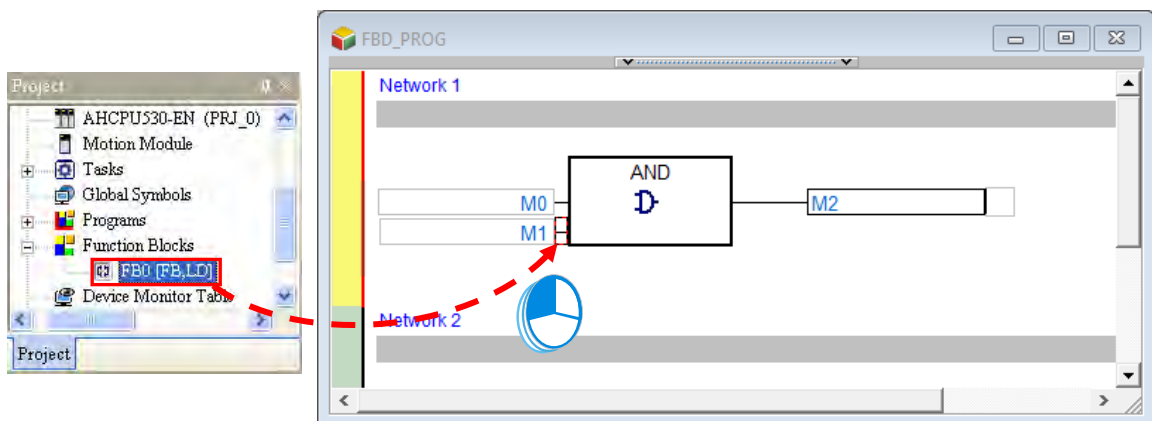 Project
AHCPU530-EN (PRJ_0)
Motion Module
Tasks
Global Symbols
Programs
Function Blocks
FB0 [FB,LD]
Device Monitor Table
Project
FBD_PROG
Network 1
AND
M0
M2
M1
Network 2